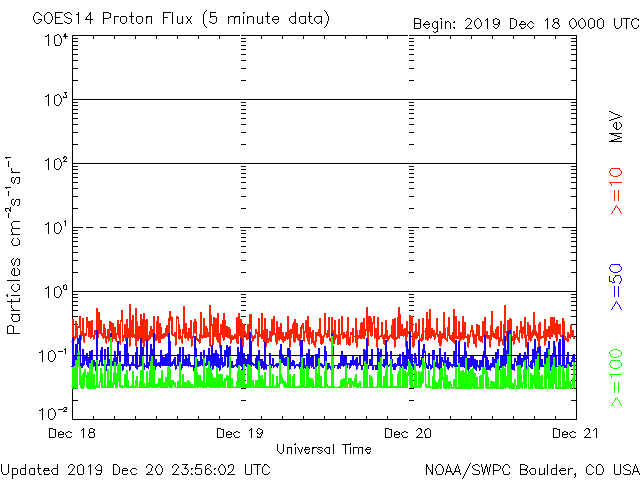 GOES14 Proton Flux (5 minute data)
Begin: 2019 Dec 18 0000 UTC
10⁴
10³
10²
10¹
10⁰
10⁻¹
10⁻²
Particles cm⁻²s⁻¹sr⁻¹
MeV
>=10
>=50
>=100
Dec 18
Dec 19
Dec 20
Dec 21
Universal Time
Updated 2019 Dec 20 23:56:02 UTC
NOAA/SWPC Boulder, CO USA